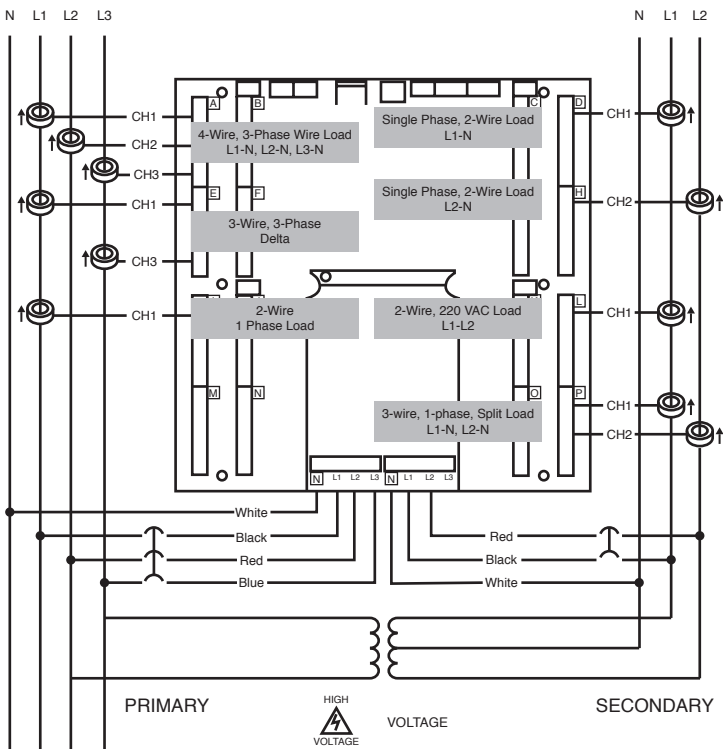 N L1 L2 L3 N L1 L2
A B C D
CH1 4-Wire, 3-Phase Wire Load Single Phase, 2-Wire Load CH1
CH2 L1-N, L2-N, L3-N L1-N
CH3
E F Single Phase, 2-Wire Load H
CH1 L2-N CH2
3-Wire, 3-Phase
Delta
CH3
L
CH1 2-Wire 2-Wire, 220 VAC Load CH1
1 Phase Load L1-L2
M N O P
3-wire, 1-phase, Split Load CH1
L1-N, L2-N CH2
N L1 L2 L3 N L1 L2 L3
White
Black Red
Red Black
Blue White
PRIMARY SECONDARY
HIGH
VOLTAGE
VOLTAGE